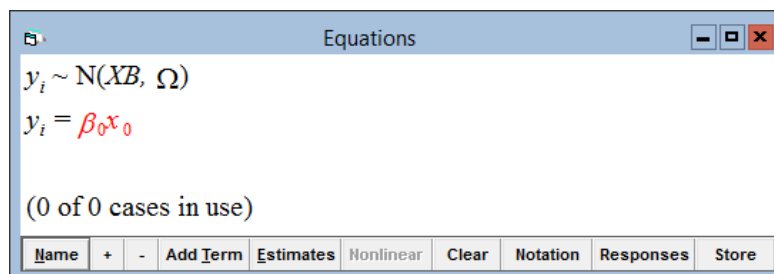 Equations
yᵢ ~ N(XB, Ω)
yᵢ = β₀x₀
(0 of 0 cases in use)
Name + - Add Term Estimates Nonlinear Clear Notation Responses Store